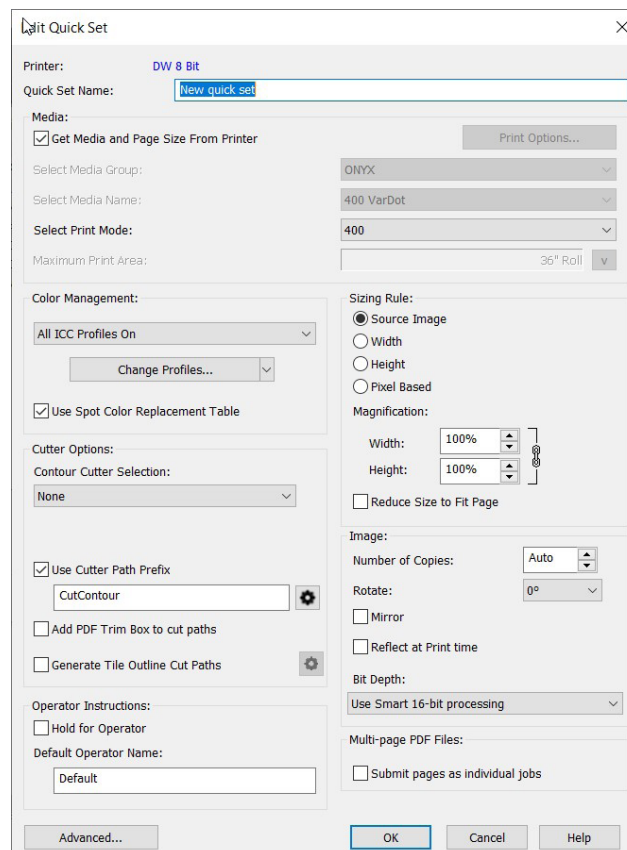 Edit Quick Set
Printer: DW 8 Bit
Quick Set Name: New quick set
Media:
Get Media and Page Size From Printer
Print Options...
Select Media Group: ONYX
Select Media Name: 400 VarDot
Select Print Mode: 400
Maximum Print Area: 36" Roll v
Color Management:
All ICC Profiles On
Change Profiles...
Use Spot Color Replacement Table
Cutter Options:
Contour Cutter Selection:
None
Use Cutter Path Prefix
CutContour
Add PDF Trim Box to cut paths
Generate Tile Outline Cut Paths
Operator Instructions:
Hold for Operator
Default Operator Name:
Default
Sizing Rule:
Source Image
Width
Height
Pixel Based
Magnification:
Width: 100%
Height: 100%
Reduce Size to Fit Page
Image:
Number of Copies: Auto
Rotate: 0°
Mirror
Reflect at Print time
Bit Depth:
Use Smart 16-bit processing
Multi-page PDF Files:
Submit pages as individual jobs
Advanced... OK Cancel Help